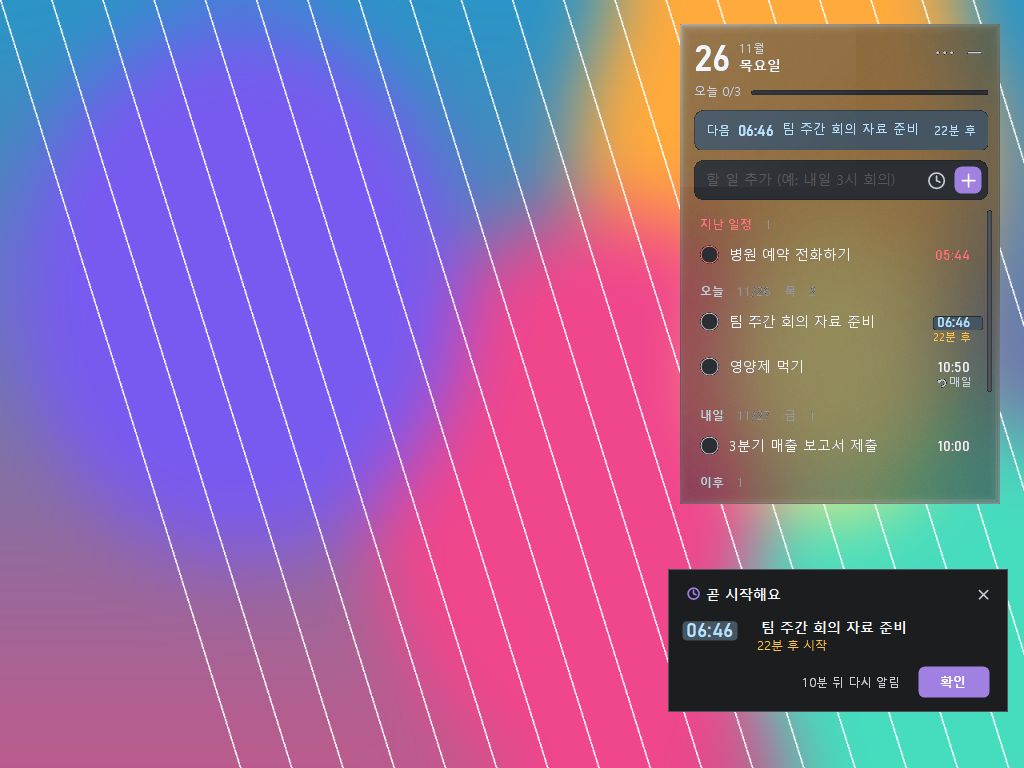 26 11월
목요일
오늘 0/3
다음 06:46 팀 주간 회의 자료 준비 22분 후
할 일 추가 (예: 내일 3시 회의)
지난 일정 1
병원 예약 전화하기 05:44
오늘 11/26 목 2
팀 주간 회의 자료 준비 06:46
22분 후
영양제 먹기 10:50
매일
내일 11/27 금 1
3분기 매출 보고서 제출 10:00
이후 1
곧 시작해요
06:46 팀 주간 회의 자료 준비
22분 후 시작
10분 뒤 다시 알림 확인